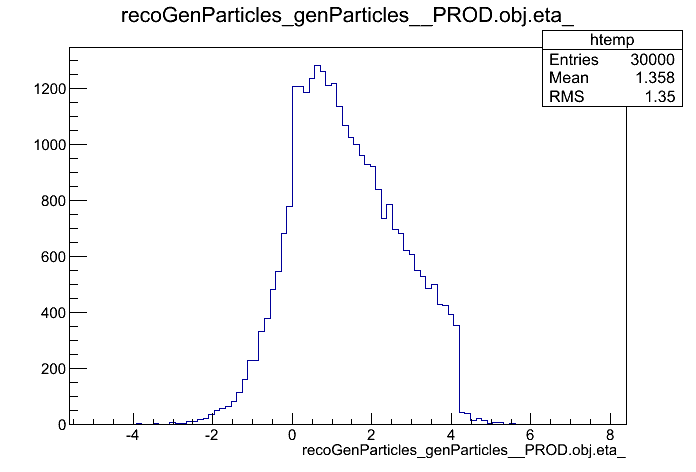 recoGenParticles_genParticles__PROD.obj.eta_
htemp
Entries 30000
Mean 1.358
RMS 1.35
1200
1000
800
600
400
200
0
-4 -2 0 2 4 6 8
recoGenParticles_genParticles__PROD.obj.eta_